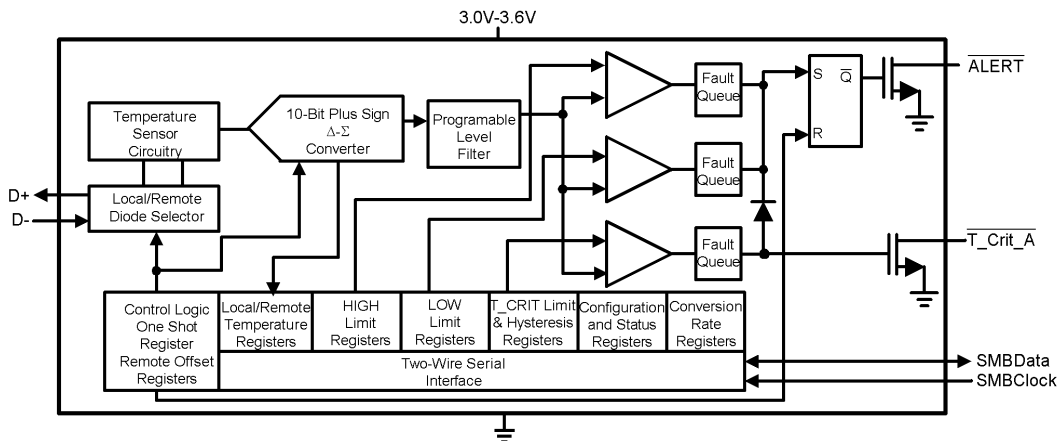 3.0V-3.6V
ALERT
Temperature
Sensor
Circuitry
10-Bit Plus Sign
Δ-Σ
Converter
Programable
Level
Filter
Fault
Queue
S
Q
R
Fault
Queue
D+
D-
Local/Remote
Diode Selector
Fault
Queue
T_Crit_A
Control Logic
One Shot
Register
Remote Offset
Registers
Local/Remote
Temperature
Registers
HIGH
Limit
Registers
LOW
Limit
Registers
T_CRIT Limit
& Hysteresis
Registers
Configuration
and Status
Registers
Conversion
Rate
Registers
Two-Wire Serial
Interface
SMBData
SMBClock